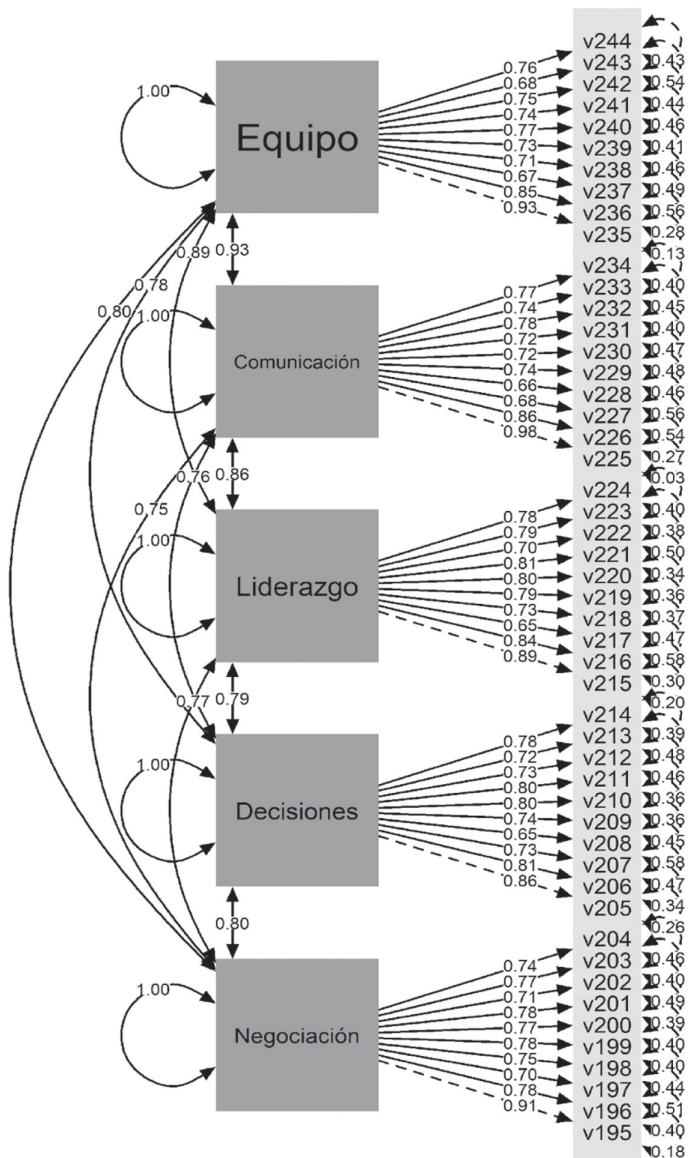 1.00
Equipo
0.89
0.93
0.78
0.80
1.00
Comunicación
0.76
0.86
0.75
1.00
Liderazgo
0.77
0.79
1.00
Decisiones
0.80
1.00
Negociación
0.76
0.68
0.75
0.74
0.77
0.73
0.71
0.67
0.85
0.93
0.77
0.74
0.78
0.72
0.72
0.74
0.66
0.68
0.86
0.98
0.78
0.79
0.70
0.81
0.80
0.79
0.73
0.65
0.84
0.89
0.78
0.72
0.73
0.80
0.80
0.74
0.65
0.73
0.81
0.86
0.74
0.77
0.71
0.78
0.77
0.78
0.75
0.70
0.78
0.91
v244
v243
v242
v241
v240
v239
v238
v237
v236
v235
v234
v233
v232
v231
v230
v229
v228
v227
v226
v225
v224
v223
v222
v221
v220
v219
v218
v217
v216
v215
v214
v213
v212
v211
v210
v209
v208
v207
v206
v205
v204
v203
v202
v201
v200
v199
v198
v197
v196
v195
0.43
0.54
0.44
0.46
0.41
0.46
0.49
0.56
0.28
0.13
0.40
0.45
0.40
0.47
0.48
0.46
0.56
0.54
0.27
0.03
0.40
0.38
0.50
0.34
0.36
0.37
0.47
0.58
0.30
0.20
0.39
0.48
0.46
0.36
0.36
0.45
0.58
0.47
0.34
0.26
0.46
0.40
0.49
0.39
0.40
0.40
0.44
0.51
0.40
0.18